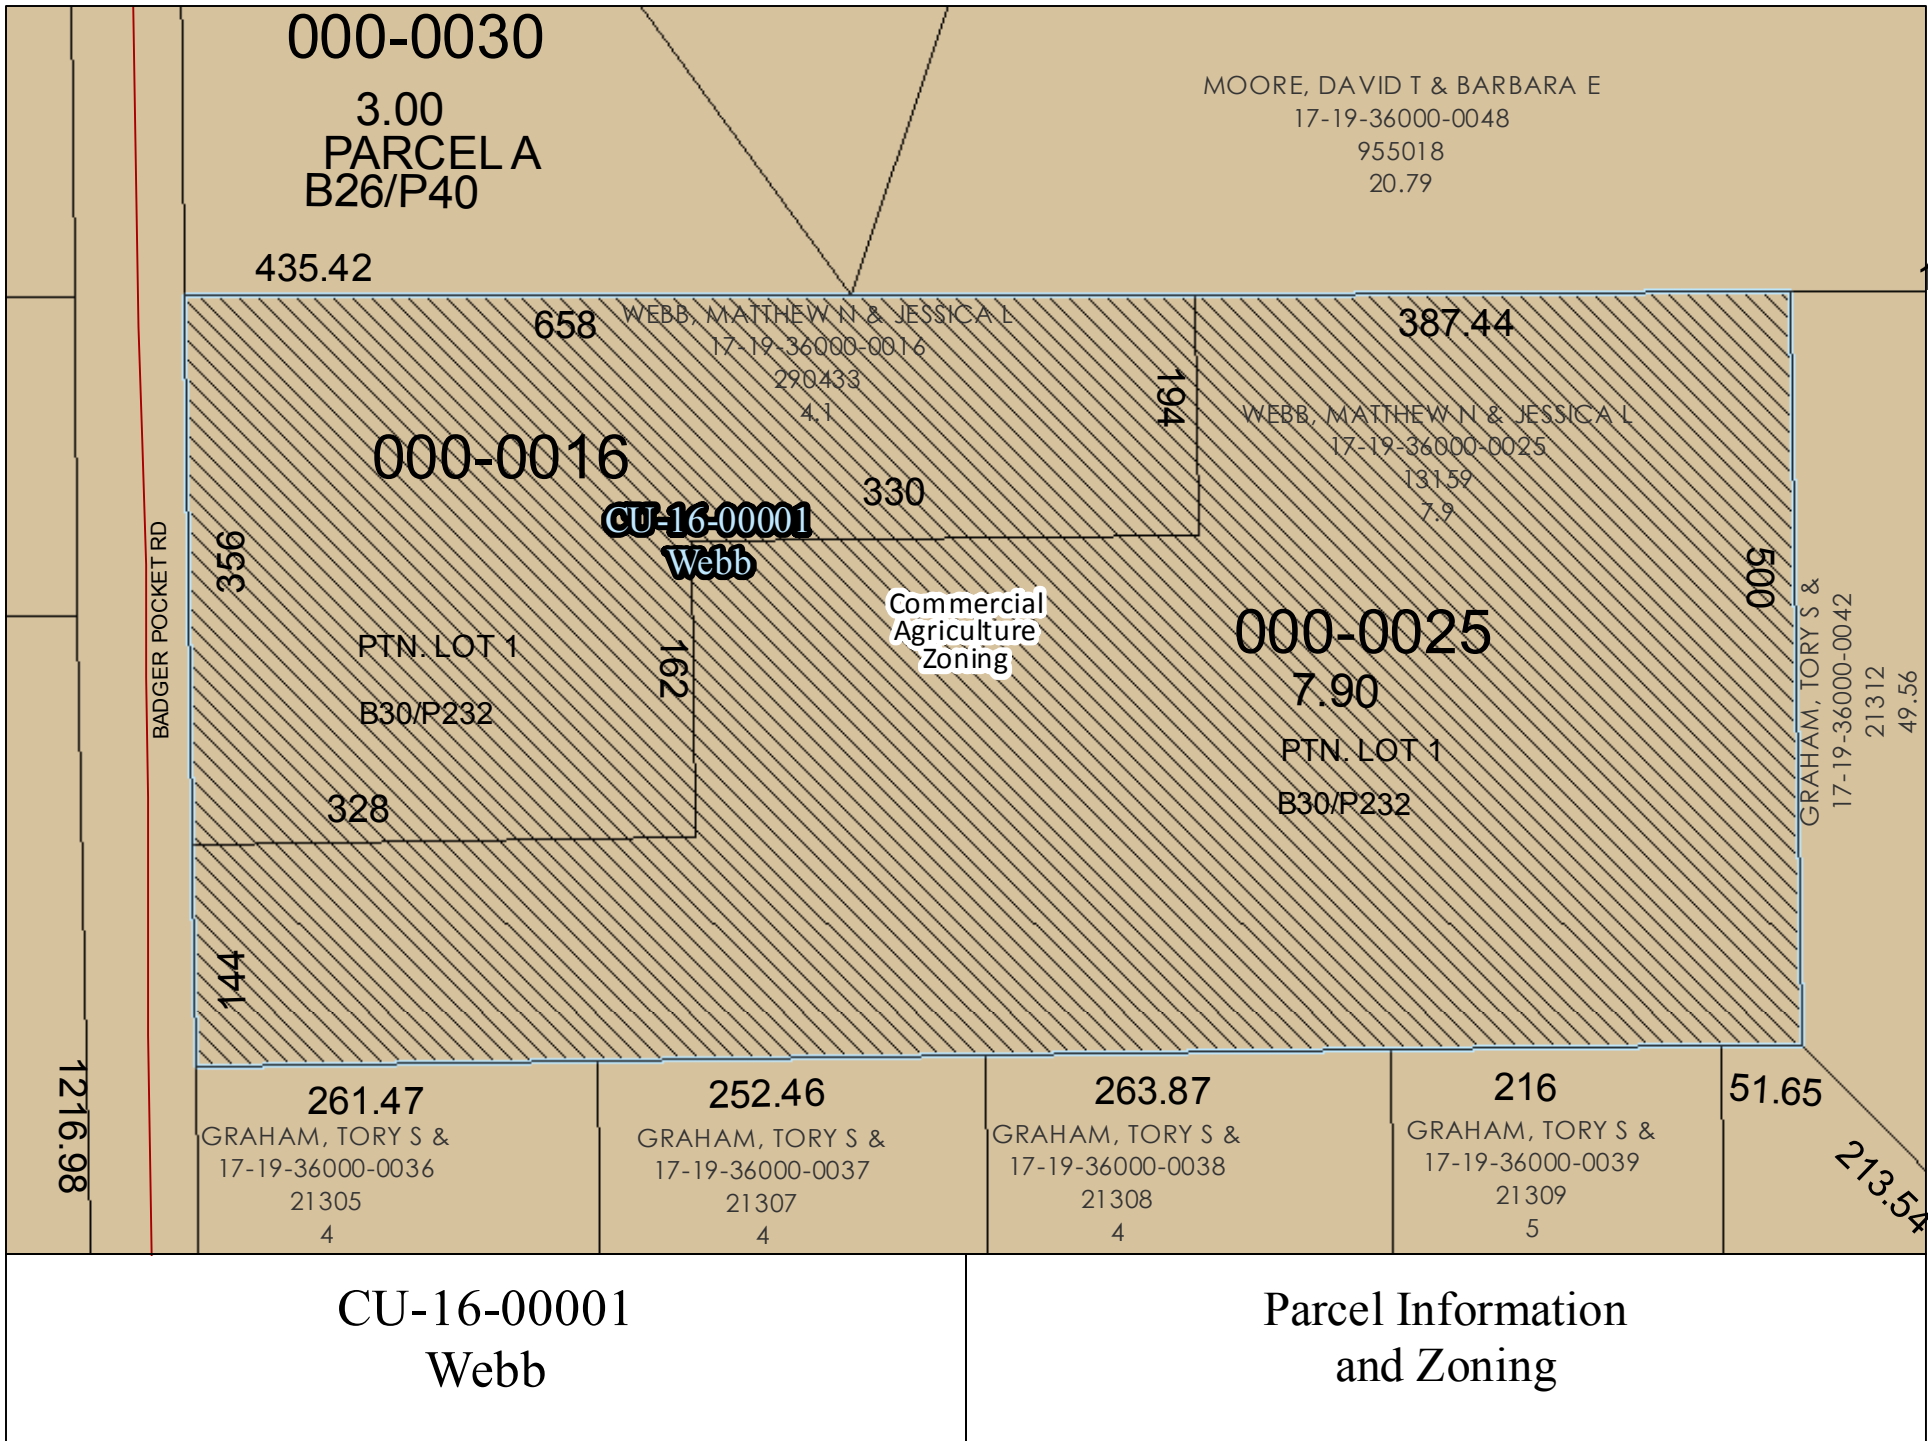 000-0030
3.00
PARCEL A
B26/P40
435.42
MOORE, DAVID T & BARBARA E
17-19-36000-0048
955018
20.79
658
WEBB, MATTHEW N & JESSICA L
17-19-36000-0016
290433
4.1
387.44
194
WEBB, MATTHEW N & JESSICA L
17-19-36000-0025
13159
7.9
000-0016
330
CU-16-00001
Webb
356
BADGER POCKET RD
500
Commercial
Agriculture
Zoning
000-0025
7.90
PTN. LOT 1
B30/P232
PTN. LOT 1
B30/P232
162
328
GRAHAM, TORY S &
17-19-36000-0042
21312
49.56
144
1216.98
261.47
GRAHAM, TORY S &
17-19-36000-0036
21305
4
252.46
GRAHAM, TORY S &
17-19-36000-0037
21307
4
263.87
GRAHAM, TORY S &
17-19-36000-0038
21308
4
216
GRAHAM, TORY S &
17-19-36000-0039
21309
5
51.65
213.54
CU-16-00001
Webb
Parcel Information
and Zoning